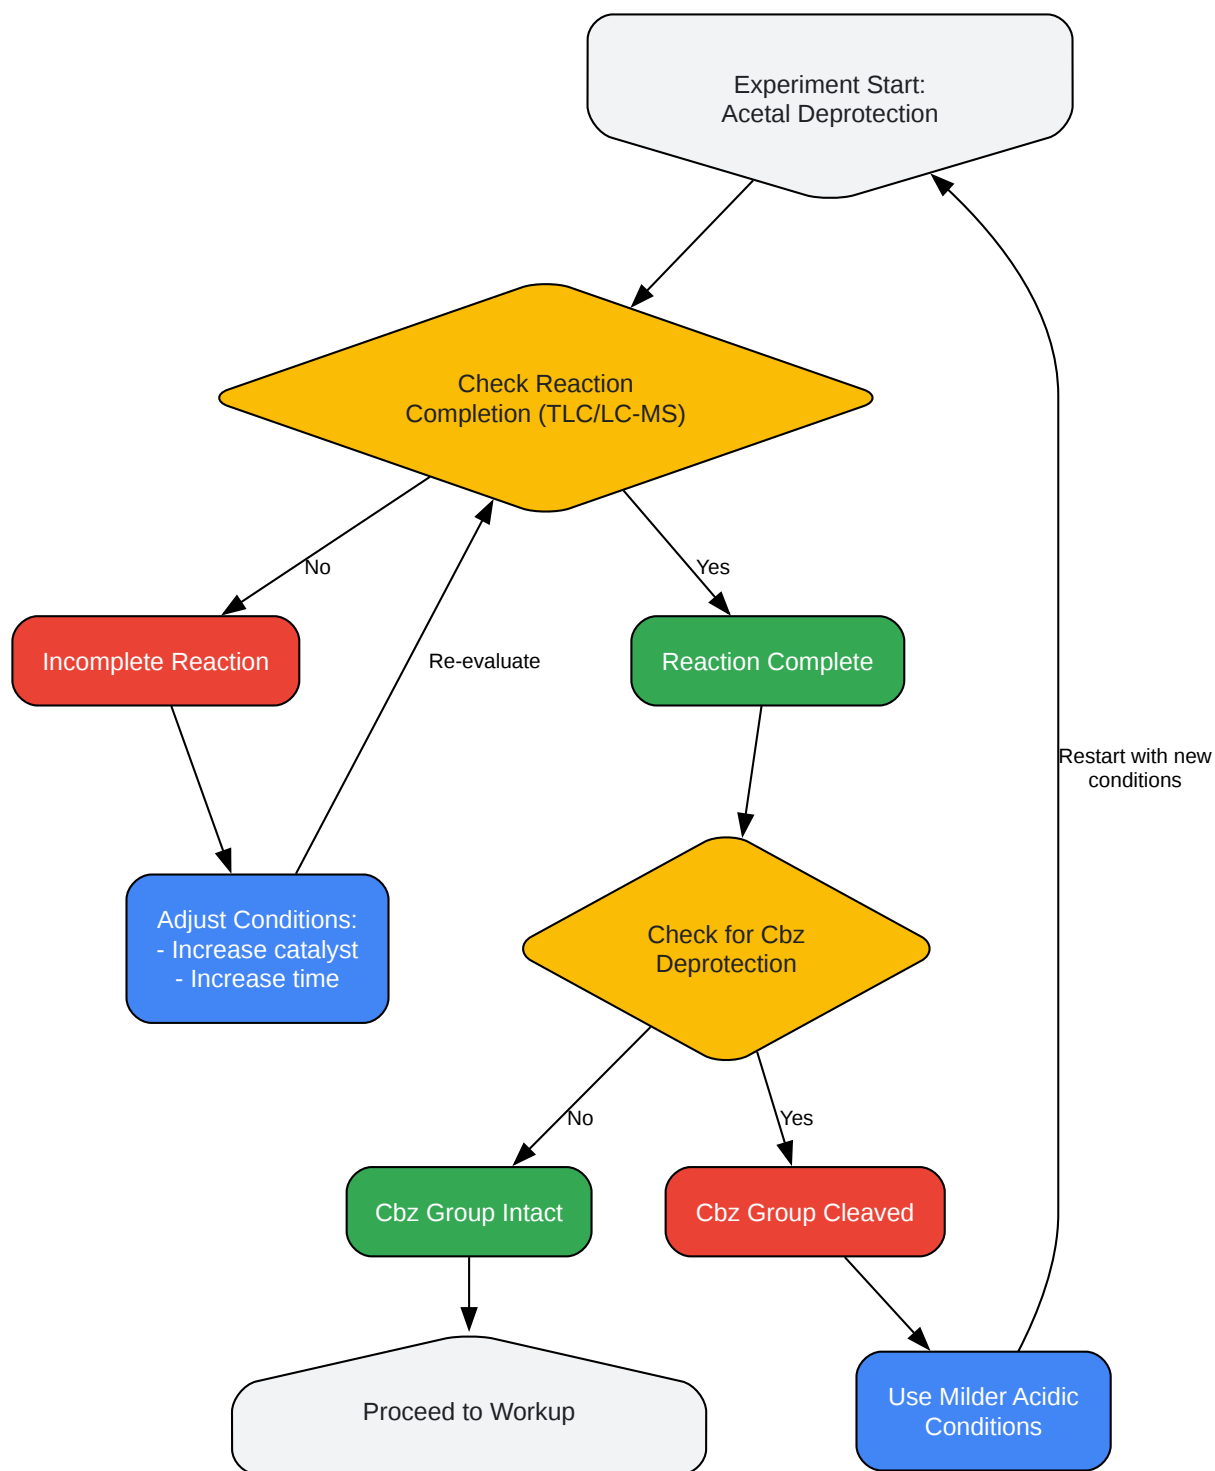 Experiment Start:
Acetal Deprotection
Check Reaction
Completion (TLC/LC-MS)
No
Yes
Incomplete Reaction
Re-evaluate
Reaction Complete
Restart with new
conditions
Adjust Conditions:
- Increase catalyst
- Increase time
Check for Cbz
Deprotection
No
Yes
Cbz Group Intact
Cbz Group Cleaved
Proceed to Workup
Use Milder Acidic
Conditions